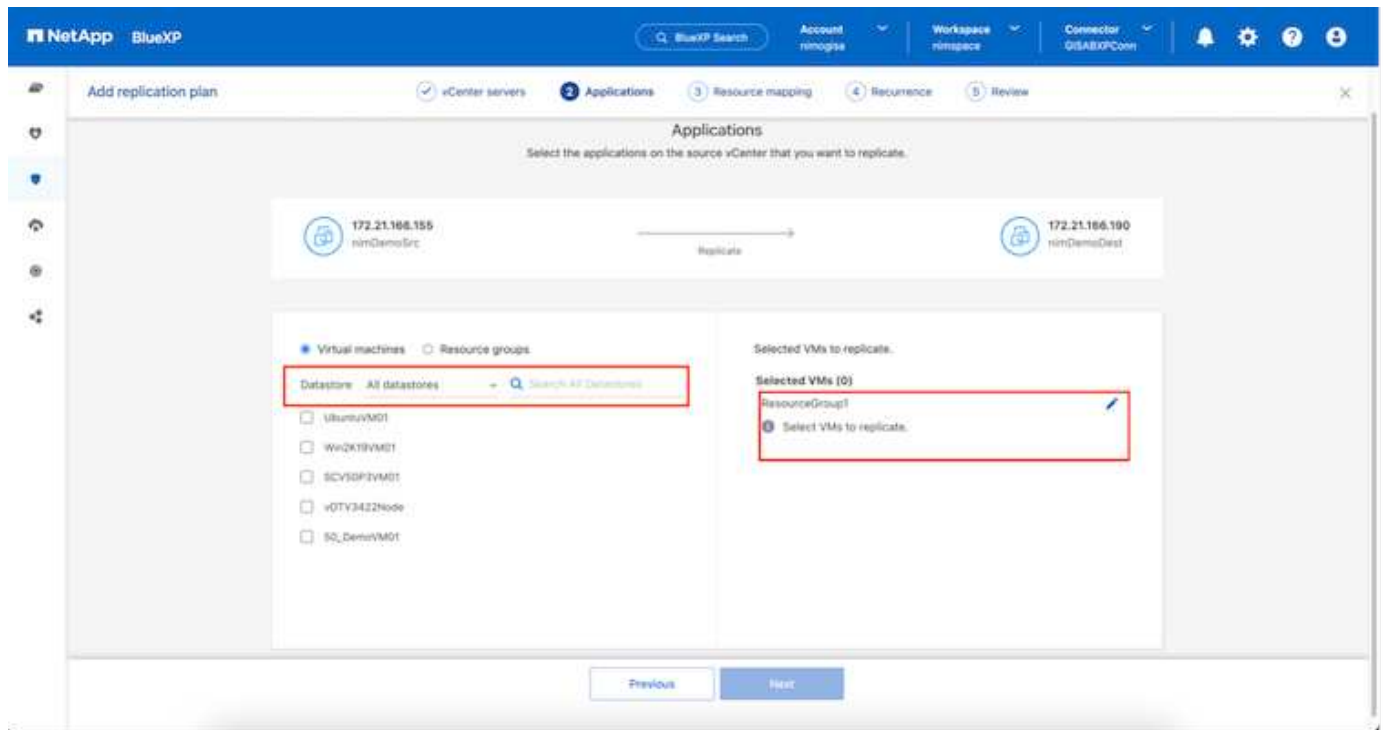 NetApp BlueXP
BlueXP Search
Account
nimogisa
Workspace
nimspace
Connector
GISABXPConn
Add replication plan
vCenter servers
2 Applications
3 Resource mapping
4 Recurrence
5 Review
Applications
Select the applications on the source vCenter that you want to replicate.
172.21.166.155
nimDemoSrc
Replicate
172.21.166.190
nimDemoDest
Virtual machines Resource groups
Datastore All datastores Search All Datastores
UbuntuVM01
Win2K19VM01
SCV50P3VM01
vOTV3422Node
50_DemoVM01
Selected VMs to replicate.
Selected VMs (0)
ResourceGroup1
Select VMs to replicate.
Previous
Next